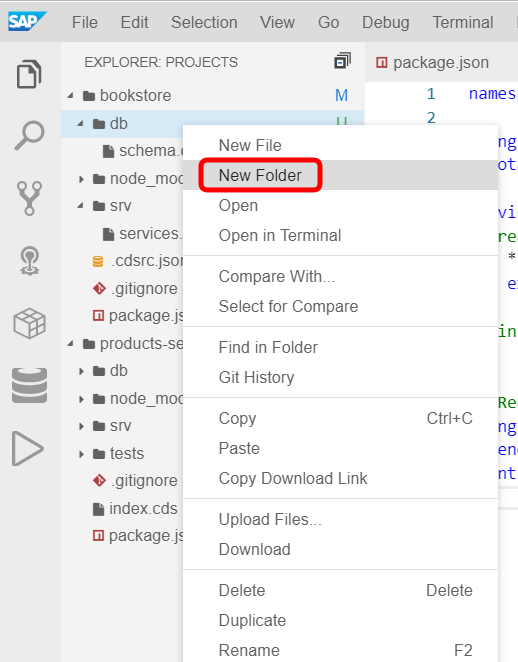 SAP File Edit Selection View Go Debug Terminal
EXPLORER: PROJECTS
package.json
bookstore M
1 names
db U
2
New File
schema.
New Folder
node_mo
srv
Open
services.
Open in Terminal
.cdsrc.json
.gitignore
Compare With...
package.js
Select for Compare
products-se
Find in Folder
db
Git History
node_mo
srv
Copy Ctrl+C
tests
Paste
.gitignore
Copy Download Link
index.cds
Upload Files...
package.js
Download
Delete Delete
Duplicate
Rename F2